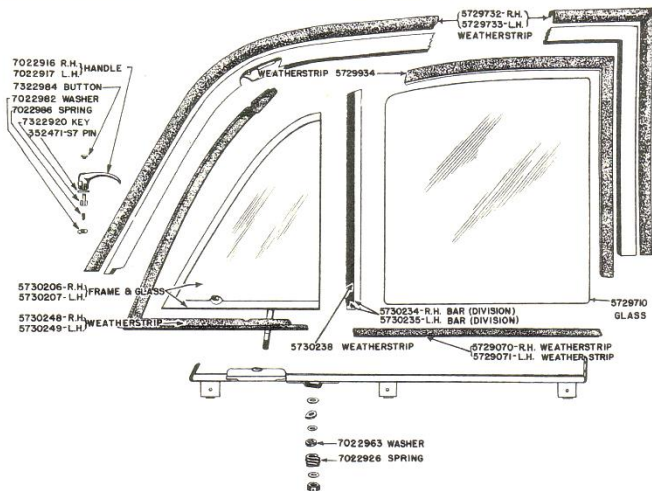 5729732-R.H.
5729733-L.H.
WEATHERSTRIP
7022916 R.H.
7022917 L.H.
HANDLE
7322984 BUTTON
7022982 WASHER
7022986 SPRING
7322920 KEY
352471-S7 PIN
WEATHERSTRIP 5729934
5730206-R.H.
5730207-L.H.
FRAME & GLASS
5730248-R.H.
5730249-L.H.
WEATHERSTRIP
5729710
GLASS
5730234-R.H. BAR (DIVISION)
5730235-L.H. BAR (DIVISION)
5730238 WEATHERSTRIP
5729070-R.H. WEATHERSTRIP
5729071-L.H. WEATHER STRIP
7022963 WASHER
7022926 SPRING